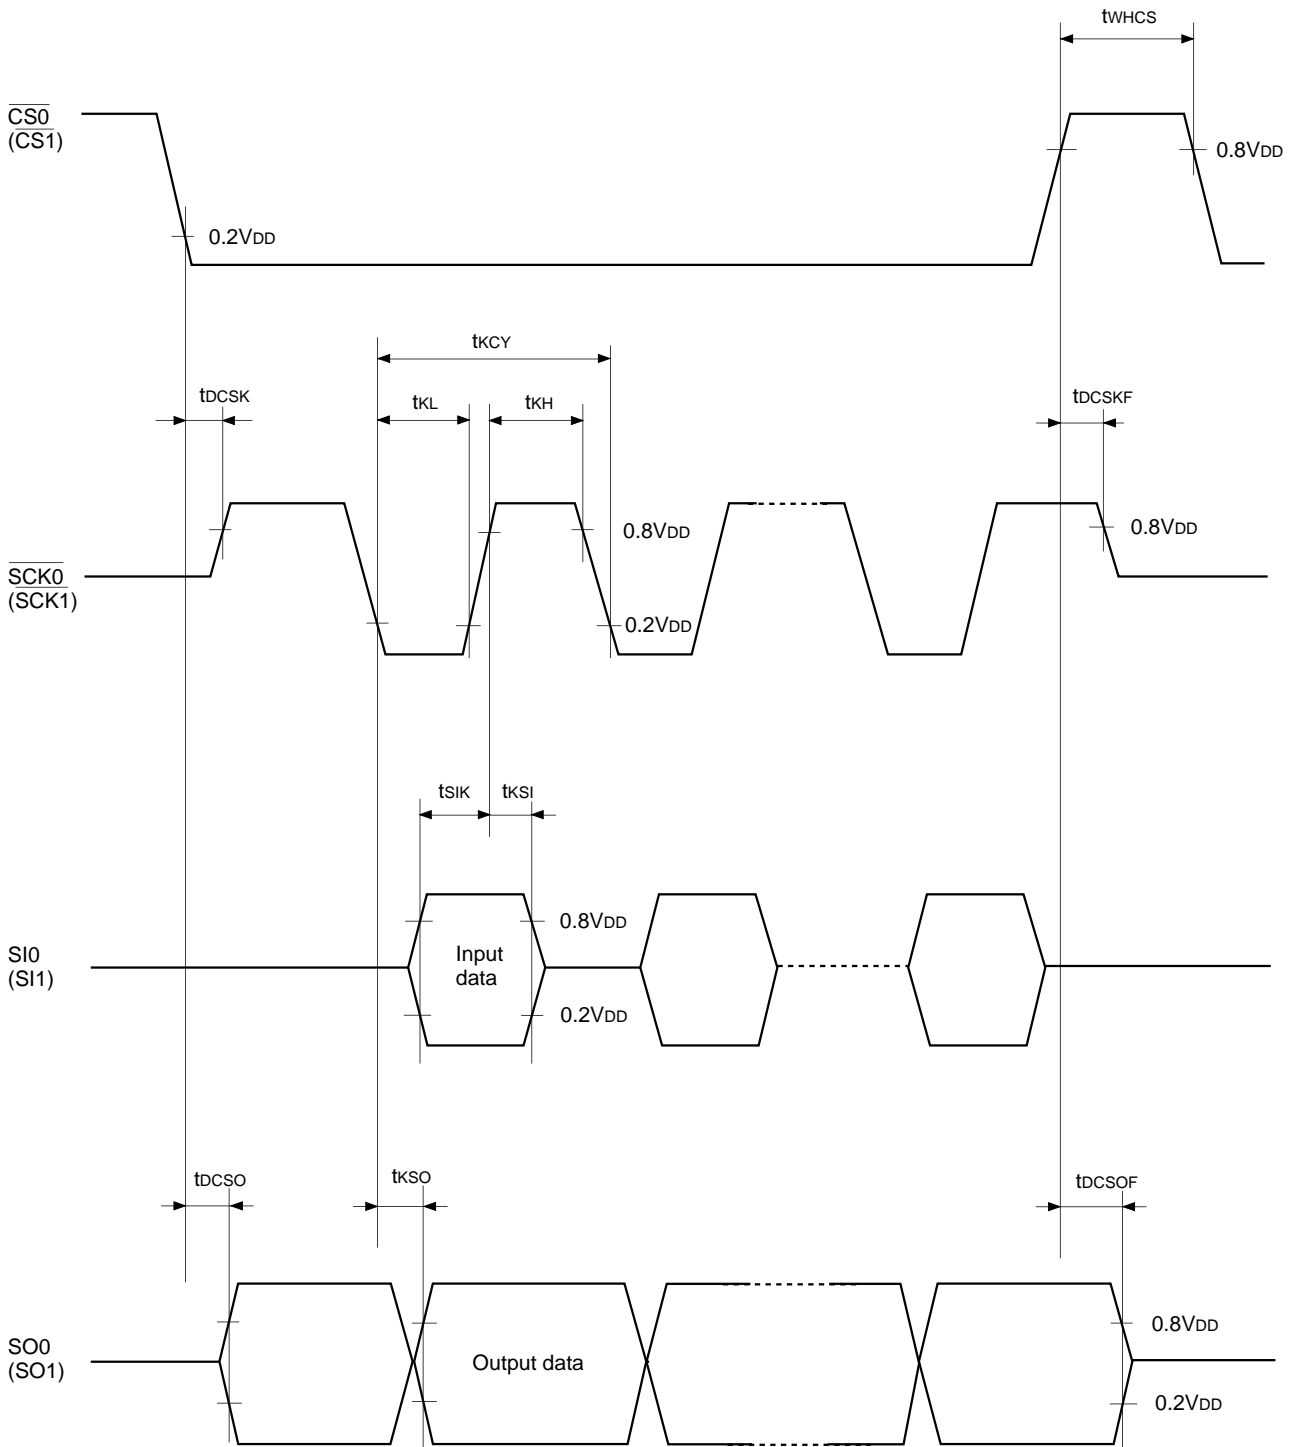 tWHCS
CS0
(CS1)
0.8VDD
0.2VDD
tKCY
tDCSK
tKL
tKH
tDCSKF
0.8VDD
0.8VDD
SCK0
(SCK1)
0.2VDD
tSIK
tKSI
0.8VDD
SI0
(SI1)
Input
data
0.2VDD
tDCSO
tKSO
tDCSOF
0.8VDD
SO0
(SO1)
Output data
0.2VDD